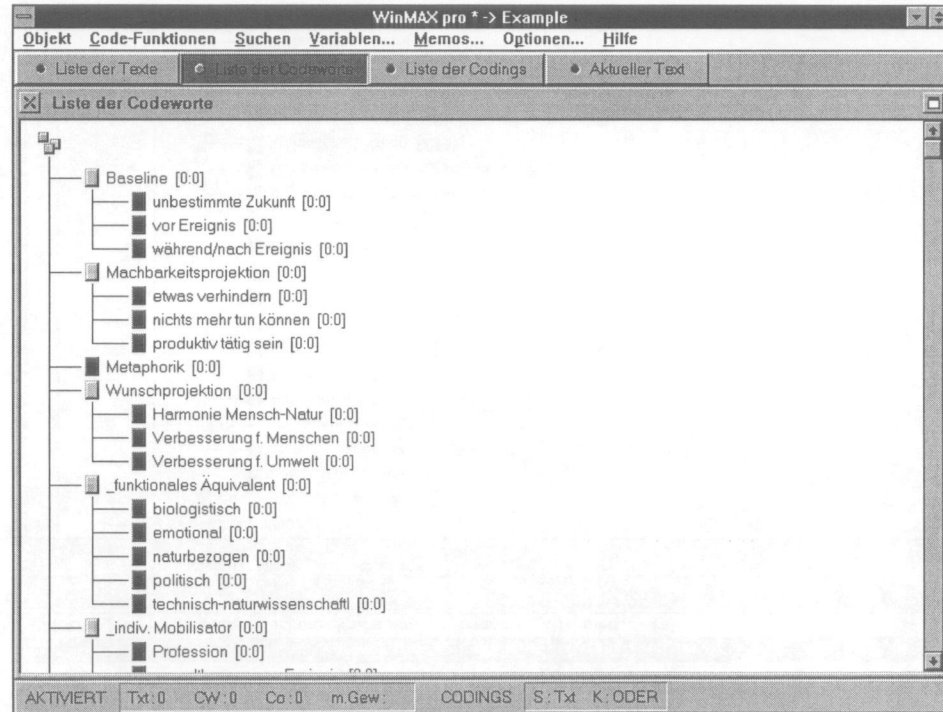 WinMAX pro * -> Example
Objekt Code-Funktionen Suchen Variablen... Memos... Optionen... Hilfe
Liste der Texte Liste der Codeworte Liste der Codings Aktueller Text
Liste der Codeworte
Baseline [0:0]
unbestimmte Zukunft [0:0]
vor Ereignis [0:0]
während/nach Ereignis [0:0]
Machbarkeitsprojektion [0:0]
etwas verhindern [0:0]
nichts mehr tun können [0:0]
produktiv tätig sein [0:0]
Metaphorik [0:0]
Wunschprojektion [0:0]
Harmonie Mensch-Natur [0:0]
Verbesserung f. Menschen [0:0]
Verbesserung f. Umwelt [0:0]
_funktionales Äquivalent [0:0]
biologistisch [0:0]
emotional [0:0]
naturbezogen [0:0]
politisch [0:0]
technisch-naturwissenschaftl [0:0]
_indiv. Mobilisator [0:0]
Profession [0:0]
AKTIVIERT Txt:0 CW:0 Co:0 m.Gew: CODINGS S:Txt K:ODER